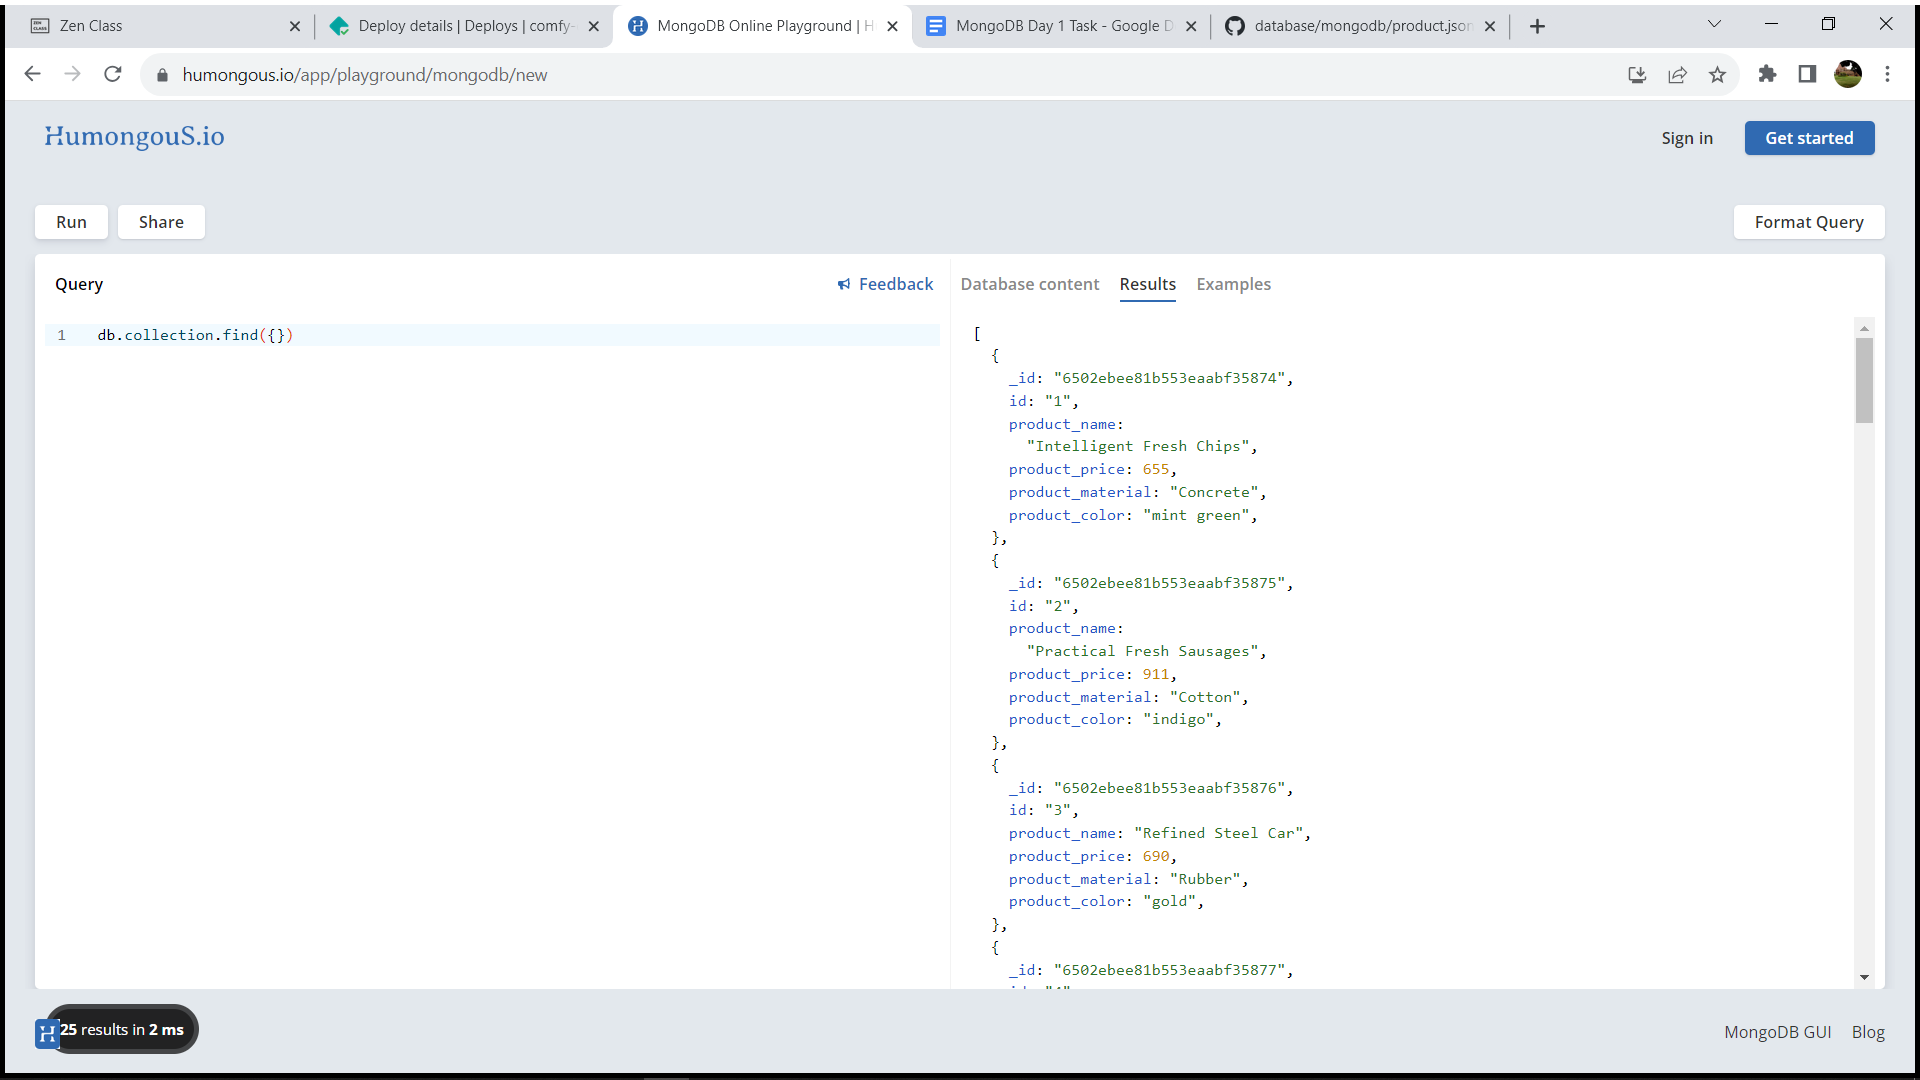 Zen Class
Deploy details | Deploys | comfy-
MongoDB Online Playground | H
MongoDB Day 1 Task - Google D
database/mongodb/product.json
humongous.io/app/playground/mongodb/new
HumongouS.io
Sign in
Get started
Run
Share
Format Query
Query
Feedback
Database content
Results
Examples
1 db.collection.find({})
[
{
_id: "6502ebee81b553eaabf35874",
id: "1",
product_name:
"Intelligent Fresh Chips",
product_price: 655,
product_material: "Concrete",
product_color: "mint green",
},
{
_id: "6502ebee81b553eaabf35875",
id: "2",
product_name:
"Practical Fresh Sausages",
product_price: 911,
product_material: "Cotton",
product_color: "indigo",
},
{
_id: "6502ebee81b553eaabf35876",
id: "3",
product_name: "Refined Steel Car",
product_price: 690,
product_material: "Rubber",
product_color: "gold",
},
{
_id: "6502ebee81b553eaabf35877",
H
25 results in 2 ms
MongoDB GUI
Blog